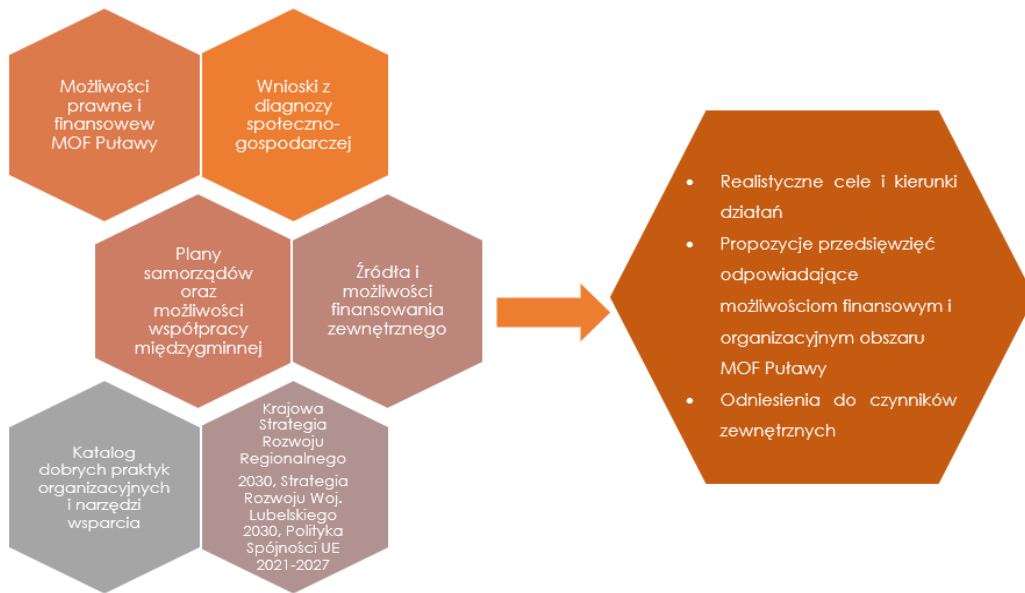 Możliwości
prawne i
finansowew
MOF Puławy
Wnioski z
diagnozy
społeczno-
gospodarczej
Plany
samorządów
oraz
możliwości
współpracy
międzygminnej
Źródła i
możliwości
finansowania
zewnętrznego
Katalog
dobrych praktyk
organizacyjnych
i narzędzi
wsparcia
Krajowa
Strategia
Rozwoju
Regionalnego
2030, Strategia
Rozwoju Woj.
Lubelskiego
2030, Polityka
Spójności UE
2021-2027
• Realistyczne cele i kierunki
działań
• Propozycje przedsięwzięć
odpowiadające
możliwościom finansowym i
organizacyjnym obszaru
MOF Puławy
• Odniesienia do czynników
zewnętrznych